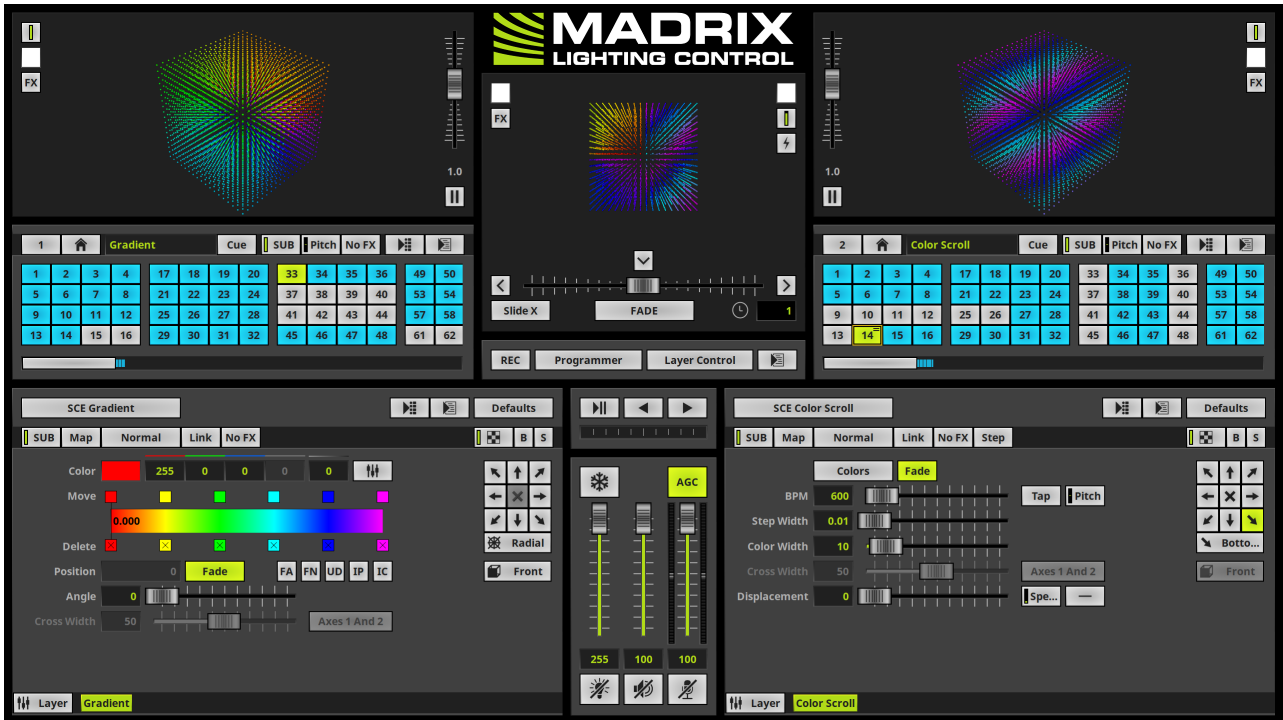 MADRIX
LIGHTING CONTROL
FX
1.0
FX
1.0
FX
1 Gradient Cue SUB Pitch No FX
1 2 3 4 17 18 19 20 33 34 35 36 49 50
5 6 7 8 21 22 23 24 37 38 39 40 53 54
9 10 11 12 25 26 27 28 41 42 43 44 57 58
13 14 15 16 29 30 31 32 45 46 47 48 61 62
Slide X FADE 1
REC Programmer Layer Control
2 Color Scroll Cue SUB Pitch No FX
1 2 3 4 17 18 19 20 33 34 35 36 49 50
5 6 7 8 21 22 23 24 37 38 39 40 53 54
9 10 11 12 25 26 27 28 41 42 43 44 57 58
13 14 15 16 29 30 31 32 45 46 47 48 61 62
SCE Gradient Defaults
SUB Map Normal Link No FX B S
Color 255 0 0 0 0
Move
0.000
Delete
Radial
Position 0 Fade FA FN UD IP IC Front
Angle 0
Cross Width 50 Axes 1 And 2
Layer Gradient
AGC
255 100 100
SCE Color Scroll Defaults
SUB Map Normal Link No FX Step B S
Colors Fade
BPM 600 Tap Pitch
Step Width 0.01
Color Width 10 Botto...
Cross Width 50 Axes 1 And 2 Front
Displacement 0 Spe... —
Layer Color Scroll